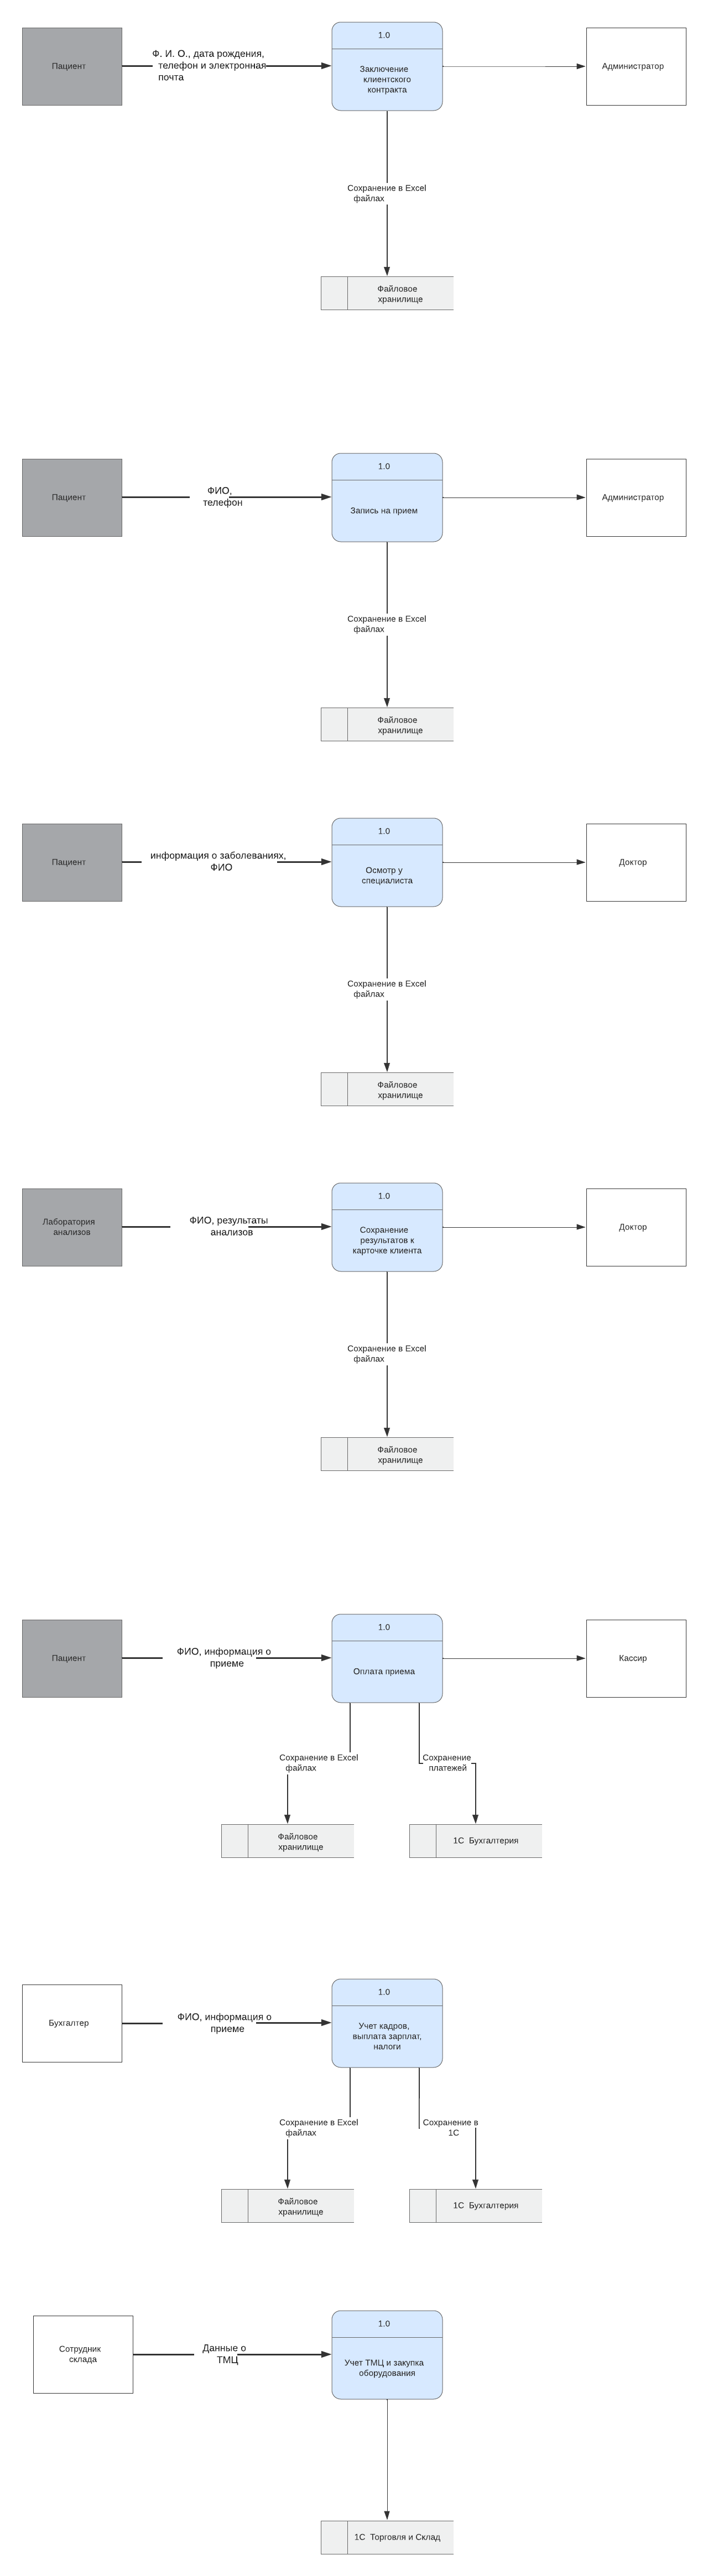 1.0
Пациент
Ф. И. О., дата рождения,
телефон и электронная
почта
Заключение
клиентского
контракта
Администратор
Сохранение в Excel
файлах
Файловое
хранилище
1.0
Пациент
ФИО,
телефон
Запись на прием
Администратор
Сохранение в Excel
файлах
Файловое
хранилище
1.0
Пациент
информация о заболеваниях,
ФИО
Осмотр у
специалиста
Доктор
Сохранение в Excel
файлах
Файловое
хранилище
1.0
Лаборатория
анализов
ФИО, результаты
анализов
Сохранение
результатов к
карточке клиента
Доктор
Сохранение в Excel
файлах
Файловое
хранилище
1.0
Пациент
ФИО, информация о
приеме
Оплата приема
Кассир
Сохранение в Excel
файлах
Сохранение
платежей
Файловое
хранилище
1С Бухгалтерия
1.0
Бухгалтер
ФИО, информация о
приеме
Учет кадров,
выплата зарплат,
налоги
Сохранение в Excel
файлах
Сохранение в
1С
Файловое
хранилище
1С Бухгалтерия
1.0
Сотрудник
склада
Данные о
ТМЦ
Учет ТМЦ и закупка
оборудования
1С Торговля и Склад